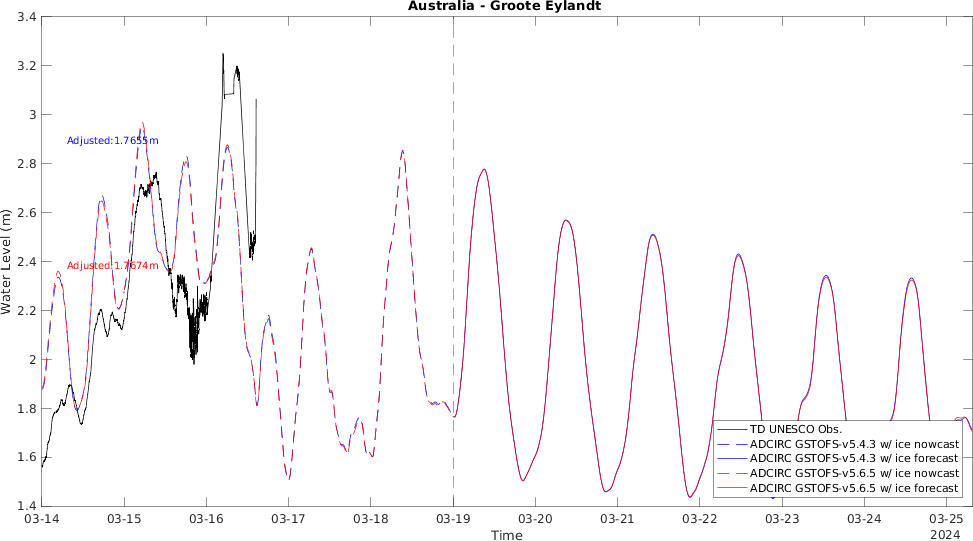 Australia - Groote Eylandt
3.4
3.2
3
2.8
2.6
2.4
2.2
2
1.8
1.6
1.4
Water Level (m)
Adjusted:1.7655m
Adjusted:1.7674m
TD UNESCO Obs.
ADCIRC GSTOFS-v5.4.3 w/ ice nowcast
ADCIRC GSTOFS-v5.4.3 w/ ice forecast
ADCIRC GSTOFS-v5.6.5 w/ ice nowcast
ADCIRC GSTOFS-v5.6.5 w/ ice forecast
03-14 03-15 03-16 03-17 03-18 03-19 03-20 03-21 03-22 03-23 03-24 03-25
2024
Time